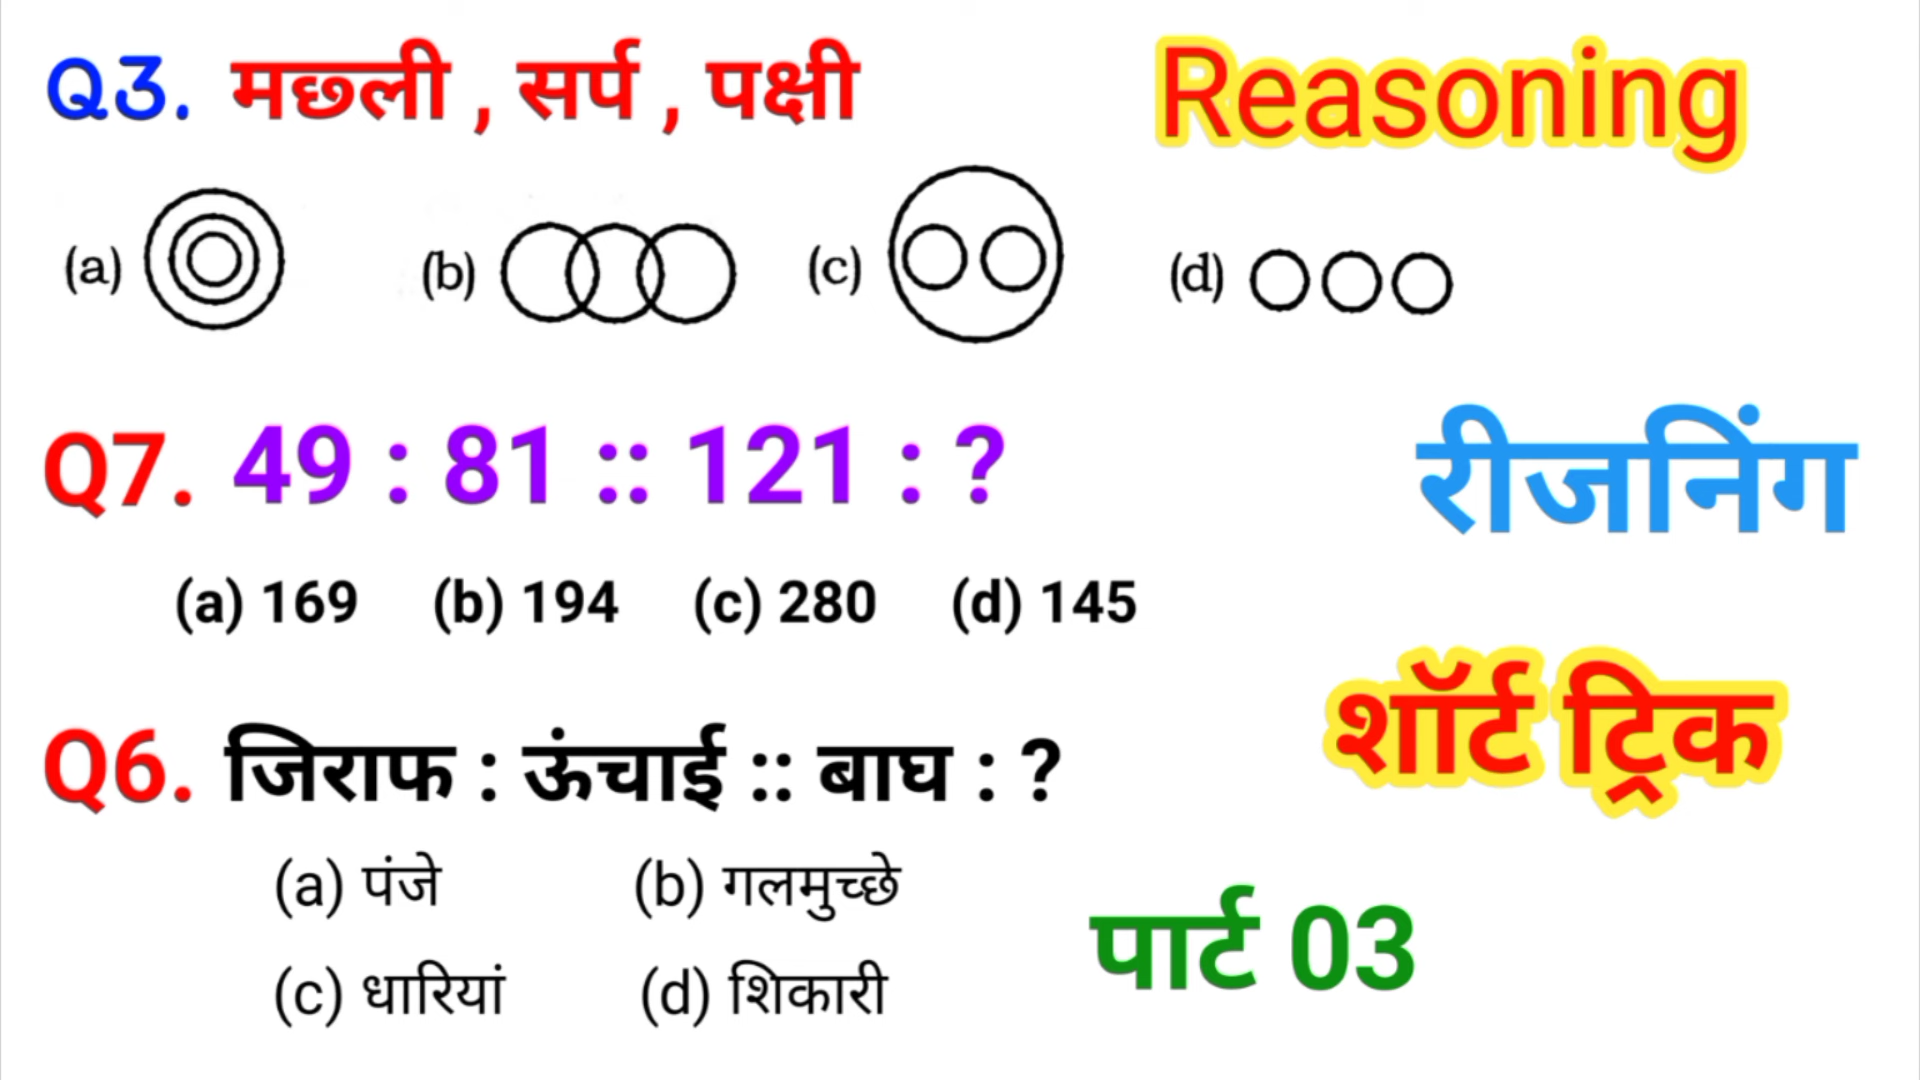 Q3. मछली , सर्प , पक्षी
Reasoning
(a) (b) (c) (d)
Q7. 49 : 81 :: 121 : ?
रीजनिंग
(a) 169 (b) 194 (c) 280 (d) 145
शॉर्ट ट्रिक
Q6. जिराफ : ऊंचाई :: बाघ : ?
(a) पंजे (b) गलमुच्छे
पार्ट 03
(c) धारियां (d) शिकारी